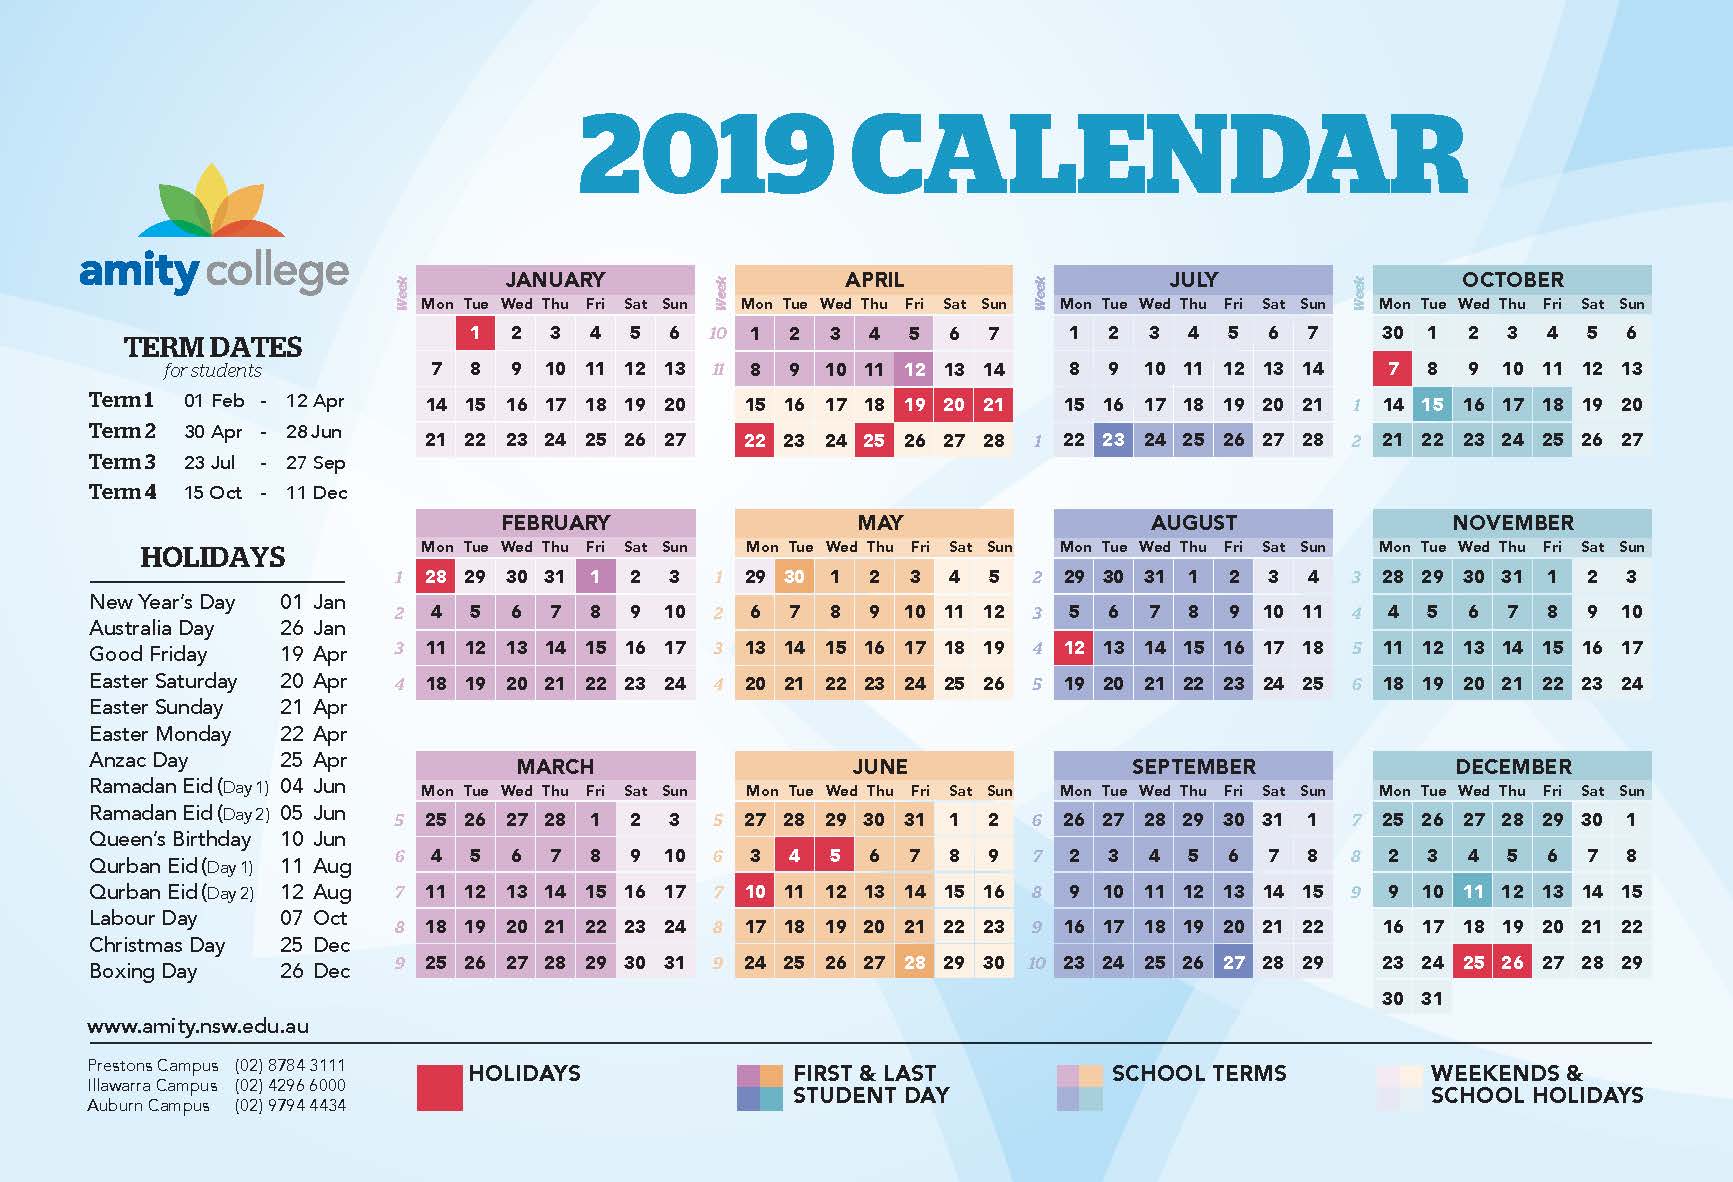 2019 CALENDAR
amity college
TERM DATES
for students
Term 1 01 Feb - 12 Apr
Term 2 30 Apr - 28 Jun
Term 3 23 Jul - 27 Sep
Term 4 15 Oct - 11 Dec
HOLIDAYS
New Year's Day 01 Jan
Australia Day 26 Jan
Good Friday 19 Apr
Easter Saturday 20 Apr
Easter Sunday 21 Apr
Easter Monday 22 Apr
Anzac Day 25 Apr
Ramadan Eid (Day 1) 04 Jun
Ramadan Eid (Day 2) 05 Jun
Queen's Birthday 10 Jun
Qurban Eid (Day 1) 11 Aug
Qurban Eid (Day 2) 12 Aug
Labour Day 07 Oct
Christmas Day 25 Dec
Boxing Day 26 Dec
www.amity.nsw.edu.au
Prestons Campus (02) 8784 3111
Illawarra Campus (02) 4296 6000
Auburn Campus (02) 9794 4434
JANUARY
Week Mon Tue Wed Thu Fri Sat Sun
1 2 3 4 5 6
7 8 9 10 11 12 13
14 15 16 17 18 19 20
21 22 23 24 25 26 27
APRIL
Week Mon Tue Wed Thu Fri Sat Sun
10 1 2 3 4 5 6 7
11 8 9 10 11 12 13 14
15 16 17 18 19 20 21
22 23 24 25 26 27 28
JULY
Week Mon Tue Wed Thu Fri Sat Sun
1 2 3 4 5 6 7
8 9 10 11 12 13 14
15 16 17 18 19 20 21
1 22 23 24 25 26 27 28
OCTOBER
Week Mon Tue Wed Thu Fri Sat Sun
30 1 2 3 4 5 6
7 8 9 10 11 12 13
1 14 15 16 17 18 19 20
2 21 22 23 24 25 26 27
FEBRUARY
Mon Tue Wed Thu Fri Sat Sun
1 28 29 30 31 1 2 3
2 4 5 6 7 8 9 10
3 11 12 13 14 15 16 17
4 18 19 20 21 22 23 24
MAY
Mon Tue Wed Thu Fri Sat Sun
1 29 30 1 2 3 4 5
2 6 7 8 9 10 11 12
3 13 14 15 16 17 18 19
4 20 21 22 23 24 25 26
AUGUST
Mon Tue Wed Thu Fri Sat Sun
2 29 30 31 1 2 3 4
3 5 6 7 8 9 10 11
4 12 13 14 15 16 17 18
5 19 20 21 22 23 24 25
NOVEMBER
Mon Tue Wed Thu Fri Sat Sun
3 28 29 30 31 1 2 3
4 4 5 6 7 8 9 10
5 11 12 13 14 15 16 17
6 18 19 20 21 22 23 24
MARCH
Mon Tue Wed Thu Fri Sat Sun
5 25 26 27 28 1 2 3
6 4 5 6 7 8 9 10
7 11 12 13 14 15 16 17
8 18 19 20 21 22 23 24
9 25 26 27 28 29 30 31
JUNE
Mon Tue Wed Thu Fri Sat Sun
5 27 28 29 30 31 1 2
6 3 4 5 6 7 8 9
7 10 11 12 13 14 15 16
8 17 18 19 20 21 22 23
9 24 25 26 27 28 29 30
SEPTEMBER
Mon Tue Wed Thu Fri Sat Sun
6 26 27 28 29 30 31 1
7 2 3 4 5 6 7 8
8 9 10 11 12 13 14 15
9 16 17 18 19 20 21 22
10 23 24 25 26 27 28 29
DECEMBER
Mon Tue Wed Thu Fri Sat Sun
7 25 26 27 28 29 30 1
8 2 3 4 5 6 7 8
9 9 10 11 12 13 14 15
16 17 18 19 20 21 22
23 24 25 26 27 28 29
30 31
HOLIDAYS
FIRST & LAST
STUDENT DAY
SCHOOL TERMS
WEEKENDS &
SCHOOL HOLIDAYS